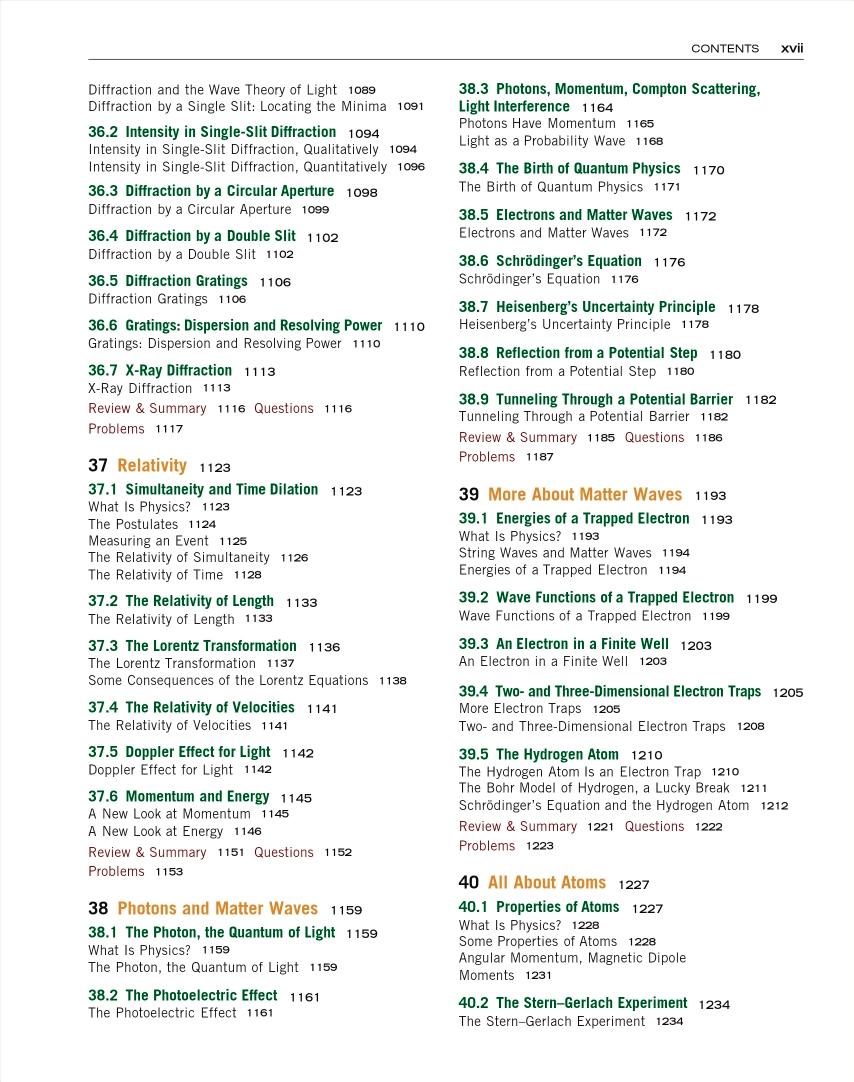 CONTENTS xvii
Diffraction and the Wave Theory of Light 1089
Diffraction by a Single Slit: Locating the Minima 1091
36.2 Intensity in Single-Slit Diffraction 1094
Intensity in Single-Slit Diffraction, Qualitatively 1094
Intensity in Single-Slit Diffraction, Quantitatively 1096
36.3 Diffraction by a Circular Aperture 1098
Diffraction by a Circular Aperture 1099
36.4 Diffraction by a Double Slit 1102
Diffraction by a Double Slit 1102
36.5 Diffraction Gratings 1106
Diffraction Gratings 1106
36.6 Gratings: Dispersion and Resolving Power 1110
Gratings: Dispersion and Resolving Power 1110
36.7 X-Ray Diffraction 1113
X-Ray Diffraction 1113
Review & Summary 1116 Questions 1116
Problems 1117
37 Relativity 1123
37.1 Simultaneity and Time Dilation 1123
What Is Physics? 1123
The Postulates 1124
Measuring an Event 1125
The Relativity of Simultaneity 1126
The Relativity of Time 1128
37.2 The Relativity of Length 1133
The Relativity of Length 1133
37.3 The Lorentz Transformation 1136
The Lorentz Transformation 1137
Some Consequences of the Lorentz Equations 1138
37.4 The Relativity of Velocities 1141
The Relativity of Velocities 1141
37.5 Doppler Effect for Light 1142
Doppler Effect for Light 1142
37.6 Momentum and Energy 1145
A New Look at Momentum 1145
A New Look at Energy 1146
Review & Summary 1151 Questions 1152
Problems 1153
38 Photons and Matter Waves 1159
38.1 The Photon, the Quantum of Light 1159
What Is Physics? 1159
The Photon, the Quantum of Light 1159
38.2 The Photoelectric Effect 1161
The Photoelectric Effect 1161
38.3 Photons, Momentum, Compton Scattering,
Light Interference 1164
Photons Have Momentum 1165
Light as a Probability Wave 1168
38.4 The Birth of Quantum Physics 1170
The Birth of Quantum Physics 1171
38.5 Electrons and Matter Waves 1172
Electrons and Matter Waves 1172
38.6 Schrödinger's Equation 1176
Schrödinger's Equation 1176
38.7 Heisenberg's Uncertainty Principle 1178
Heisenberg's Uncertainty Principle 1178
38.8 Reflection from a Potential Step 1180
Reflection from a Potential Step 1180
38.9 Tunneling Through a Potential Barrier 1182
Tunneling Through a Potential Barrier 1182
Review & Summary 1185 Questions 1186
Problems 1187
39 More About Matter Waves 1193
39.1 Energies of a Trapped Electron 1193
What Is Physics? 1193
String Waves and Matter Waves 1194
Energies of a Trapped Electron 1194
39.2 Wave Functions of a Trapped Electron 1199
Wave Functions of a Trapped Electron 1199
39.3 An Electron in a Finite Well 1203
An Electron in a Finite Well 1203
39.4 Two- and Three-Dimensional Electron Traps 1205
More Electron Traps 1205
Two- and Three-Dimensional Electron Traps 1208
39.5 The Hydrogen Atom 1210
The Hydrogen Atom Is an Electron Trap 1210
The Bohr Model of Hydrogen, a Lucky Break 1211
Schrödinger's Equation and the Hydrogen Atom 1212
Review & Summary 1221 Questions 1222
Problems 1223
40 All About Atoms 1227
40.1 Properties of Atoms 1227
What Is Physics? 1228
Some Properties of Atoms 1228
Angular Momentum, Magnetic Dipole
Moments 1231
40.2 The Stern–Gerlach Experiment 1234
The Stern–Gerlach Experiment 1234